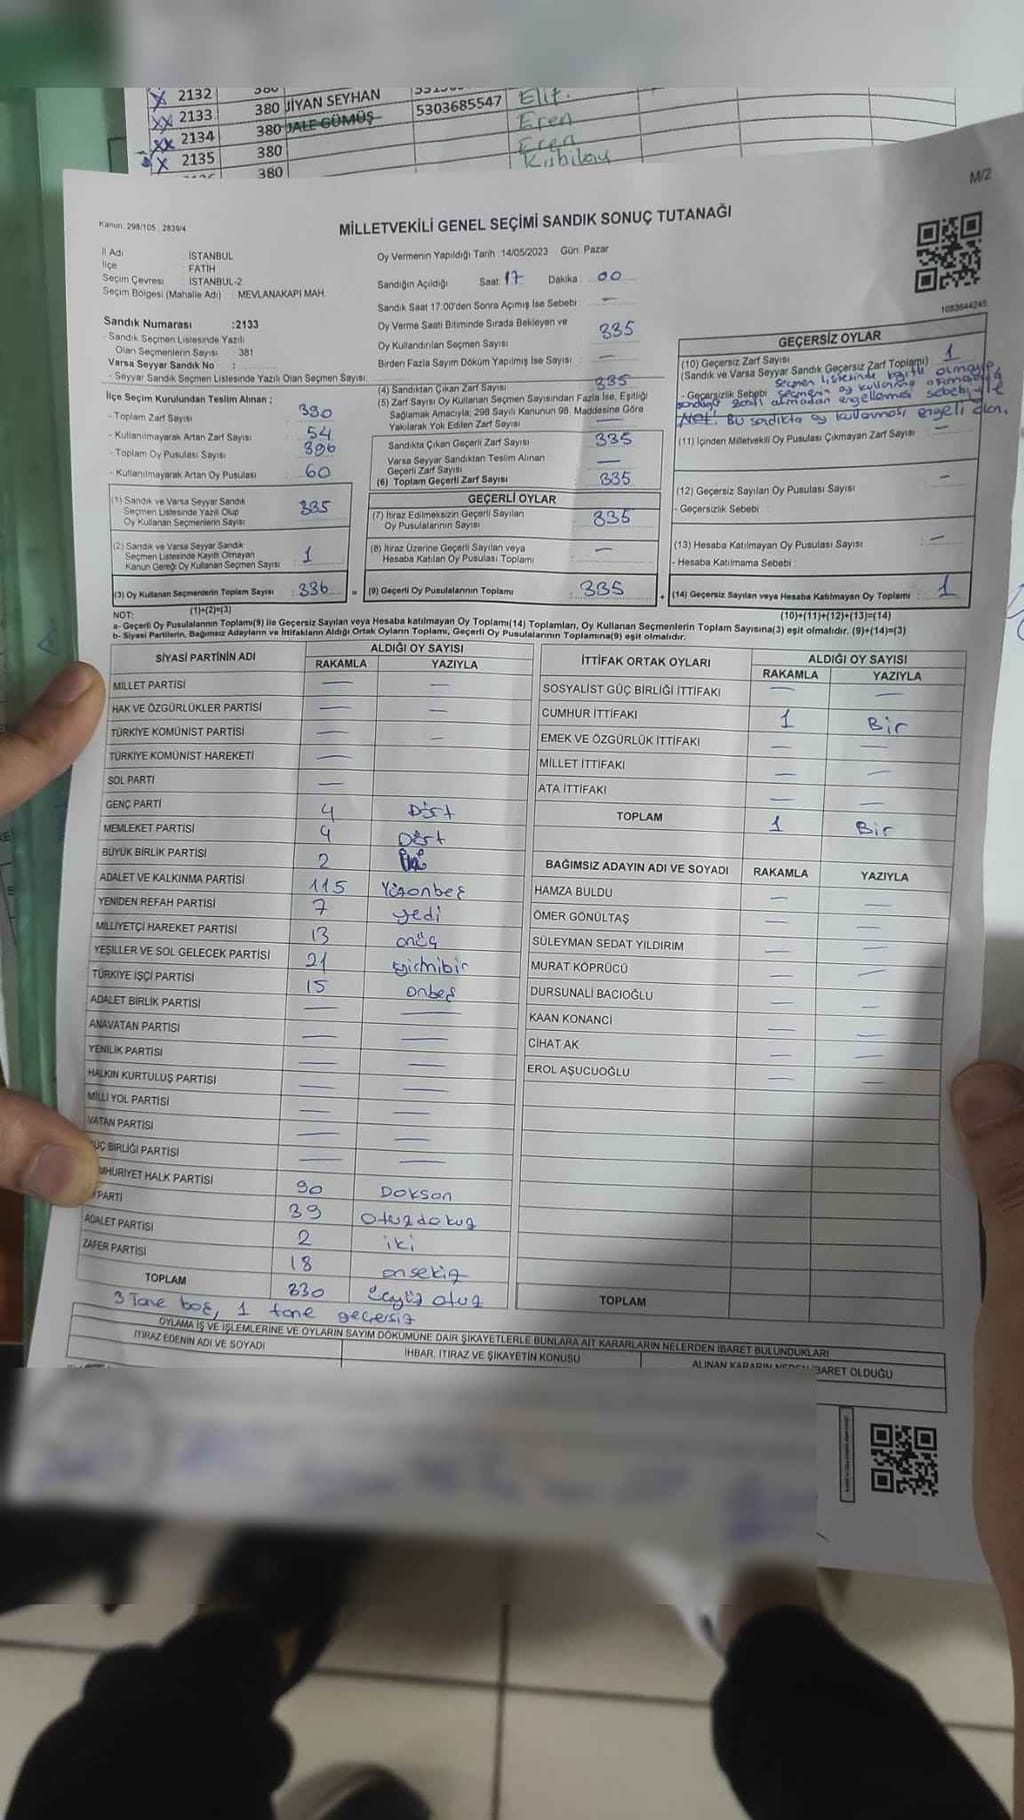 X 2132 380
XX 2133 380 JİYAN SEYHAN 5303685547 Elif.
XX 2134 380 JALE GÜMÜŞ Eren
X 2135 380 Eren
380 Kubilay
M/2
Kanun: 298/105, 2839/4
MİLLETVEKİLİ GENEL SEÇİMİ SANDIK SONUÇ TUTANAĞI
1083644245
İl Adı : İSTANBUL
İlçe : FATİH
Seçim Çevresi : İSTANBUL-2
Seçim Bölgesi (Mahalle Adı) : MEVLANAKAPI MAH.
Sandık Numarası :2133
- Sandık Seçmen Listesinde Yazılı
Olan Seçmenlerin Sayısı : 381
Varsa Seyyar Sandık No :
- Seyyar Sandık Seçmen Listesinde Yazılı Olan Seçmen Sayısı:
İlçe Seçim Kurulundan Teslim Alınan ;
- Toplam Zarf Sayısı : 390
- Kullanılmayarak Artan Zarf Sayısı : 54
- Toplam Oy Pusulası Sayısı : 396
- Kullanılmayarak Artan Oy Pusulası : 60
(1) Sandık ve Varsa Seyyar Sandık
Seçmen Listesinde Yazılı Olup
Oy Kullanan Seçmenlerin Sayısı : 335
(2) Sandık ve Varsa Seyyar Sandık
Seçmen Listesinde Kayıtlı Olmayan
Kanun Gereği Oy Kullanan Seçmen Sayısı : 1
(3) Oy Kullanan Seçmenlerin Toplam Sayısı : 336
(1)+(2)=(3)
Oy Vermenin Yapıldığı Tarih : 14/05/2023 Gün: Pazar
Sandığın Açıldığı Saat: 17 Dakika : 00
Sandık Saat 17.00'den Sonra Açımış İse Sebebi : —
Oy Verme Saati Bitiminde Sırada Bekleyen ve
Oy Kullandırılan Seçmen Sayısı : 335
Birden Fazla Sayım Döküm Yapılmış İse Sayısı : —
(4) Sandıktan Çıkan Zarf Sayısı : 335
(5) Zarf Sayısı Oy Kullanan Seçmen Sayısından Fazla İse, Eşitliği
Sağlamak Amacıyla, 298 Sayılı Kanunun 98. Maddesine Göre
Yakılarak Yok Edilen Zarf Sayısı : —
Sandıkta Çıkan Geçerli Zarf Sayısı : 335
Varsa Seyyar Sandıktan Teslim Alınan
Geçerli Zarf Sayısı : —
(6) Toplam Geçerli Zarf Sayısı : 335
GEÇERLİ OYLAR
(7) İtiraz Edilmeksizin Geçerli Sayılan
Oy Pusulalarının Sayısı : 335
(8) İtiraz Üzerine Geçerli Sayılan veya
Hesaba Katılan Oy Pusulası Toplamı : —
= (9) Geçerli Oy Pusulalarının Toplamı : 335
GEÇERSİZ OYLAR
(10) Geçersiz Zarf Sayısı : 1
(Sandık ve Varsa Seyyar Sandık Geçersiz Zarf Toplamı)
- Geçersizlik Sebebi : Seçmen listesinde kayıtlı olmayan
seçmenin oy kullanma
sandığa zarfı atmadan engellemesi sebebi ile
Not: Bu sandıkta oy kullanması engeli olan.
(11) İçinden Milletvekili Oy Pusulası Çıkmayan Zarf Sayısı : —
(12) Geçersiz Sayılan Oy Pusulası Sayısı : —
- Geçersizlik Sebebi :
(13) Hesaba Katılmayan Oy Pusulası Sayısı : —
- Hesaba Katılmama Sebebi :
+ (14) Geçersiz Sayılan veya Hesaba Katılmayan Oy Toplamı : 1
(10)+(11)+(12)+(13)=(14)
NOT:
a- Geçerli Oy Pusulalarının Toplamı(9) ile Geçersiz Sayılan veya Hesaba katılmayan Oy Toplamı(14) Toplamları, Oy Kullanan Seçmenlerin Toplam Sayısına(3) eşit olmalıdır. (9)+(14)=(3)
b- Siyasi Partilerin, Bağımsız Adayların ve İttifakların Aldığı Ortak Oyların Toplamı, Geçerli Oy Pusulalarının Toplamına(9) eşit olmalıdır.
SİYASİ PARTİNİN ADI ALDIĞI OY SAYISI
RAKAMLA YAZIYLA
MİLLET PARTİSİ — —
HAK VE ÖZGÜRLÜKLER PARTİSİ — —
TÜRKİYE KOMÜNİST PARTİSİ — —
TÜRKİYE KOMÜNİST HAREKETİ —
SOL PARTİ —
GENÇ PARTİ 4 Dört
MEMLEKET PARTİSİ 4 Dört
BÜYÜK BİRLİK PARTİSİ 2 İki
ADALET VE KALKINMA PARTİSİ 115 Yüzonbeş
YENİDEN REFAH PARTİSİ 7 yedi
MİLLİYETÇİ HAREKET PARTİSİ 13 onüç
YEŞİLLER VE SOL GELECEK PARTİSİ 21 yirmibir
TÜRKİYE İŞÇİ PARTİSİ 15 onbeş
ADALET BİRLİK PARTİSİ — —
ANAVATAN PARTİSİ — —
YENİLİK PARTİSİ — —
HALKIN KURTULUŞ PARTİSİ — —
MİLLİ YOL PARTİSİ — —
VATAN PARTİSİ — —
ÜÇ BİRLİĞİ PARTİSİ — —
MHURİYET HALK PARTİSİ 90 Doksan
PARTİ 39 Otuzdokuz
ADALET PARTİSİ 2 iki
ZAFER PARTİSİ 18 onsekiz
TOPLAM 330 üçyüz otuz
3 Tane boş, 1 tane geçersiz
İTTİFAK ORTAK OYLARI ALDIĞI OY SAYISI
RAKAMLA YAZIYLA
SOSYALİST GÜÇ BİRLİĞİ İTTİFAKI — —
CUMHUR İTTİFAKI 1 Bir
EMEK VE ÖZGÜRLÜK İTTİFAKI — —
MİLLET İTTİFAKI — —
ATA İTTİFAKI — —
TOPLAM 1 Bir
BAĞIMSIZ ADAYIN ADI VE SOYADI RAKAMLA YAZIYLA
HAMZA BULDU — —
ÖMER GÖNÜLTAŞ — —
SÜLEYMAN SEDAT YILDIRIM — —
MURAT KÖPRÜCÜ — —
DURSUNALİ BACIOĞLU — —
KAAN KONANCİ — —
CİHAT AK — —
EROL AŞUCUOĞLU — —
TOPLAM
OYLAMA İŞ VE İŞLEMLERİNE VE OYLARIN SAYIM DÖKÜMÜNE DAİR ŞİKAYETLERLE BUNLARA AİT KARARLARIN NELERDEN İBARET BULUNDUKLARI
İTİRAZ EDENİN ADI VE SOYADI İHBAR, İTİRAZ VE ŞİKAYETİN KONUSU ALINAN KARARIN NEDEN İBARET OLDUĞU